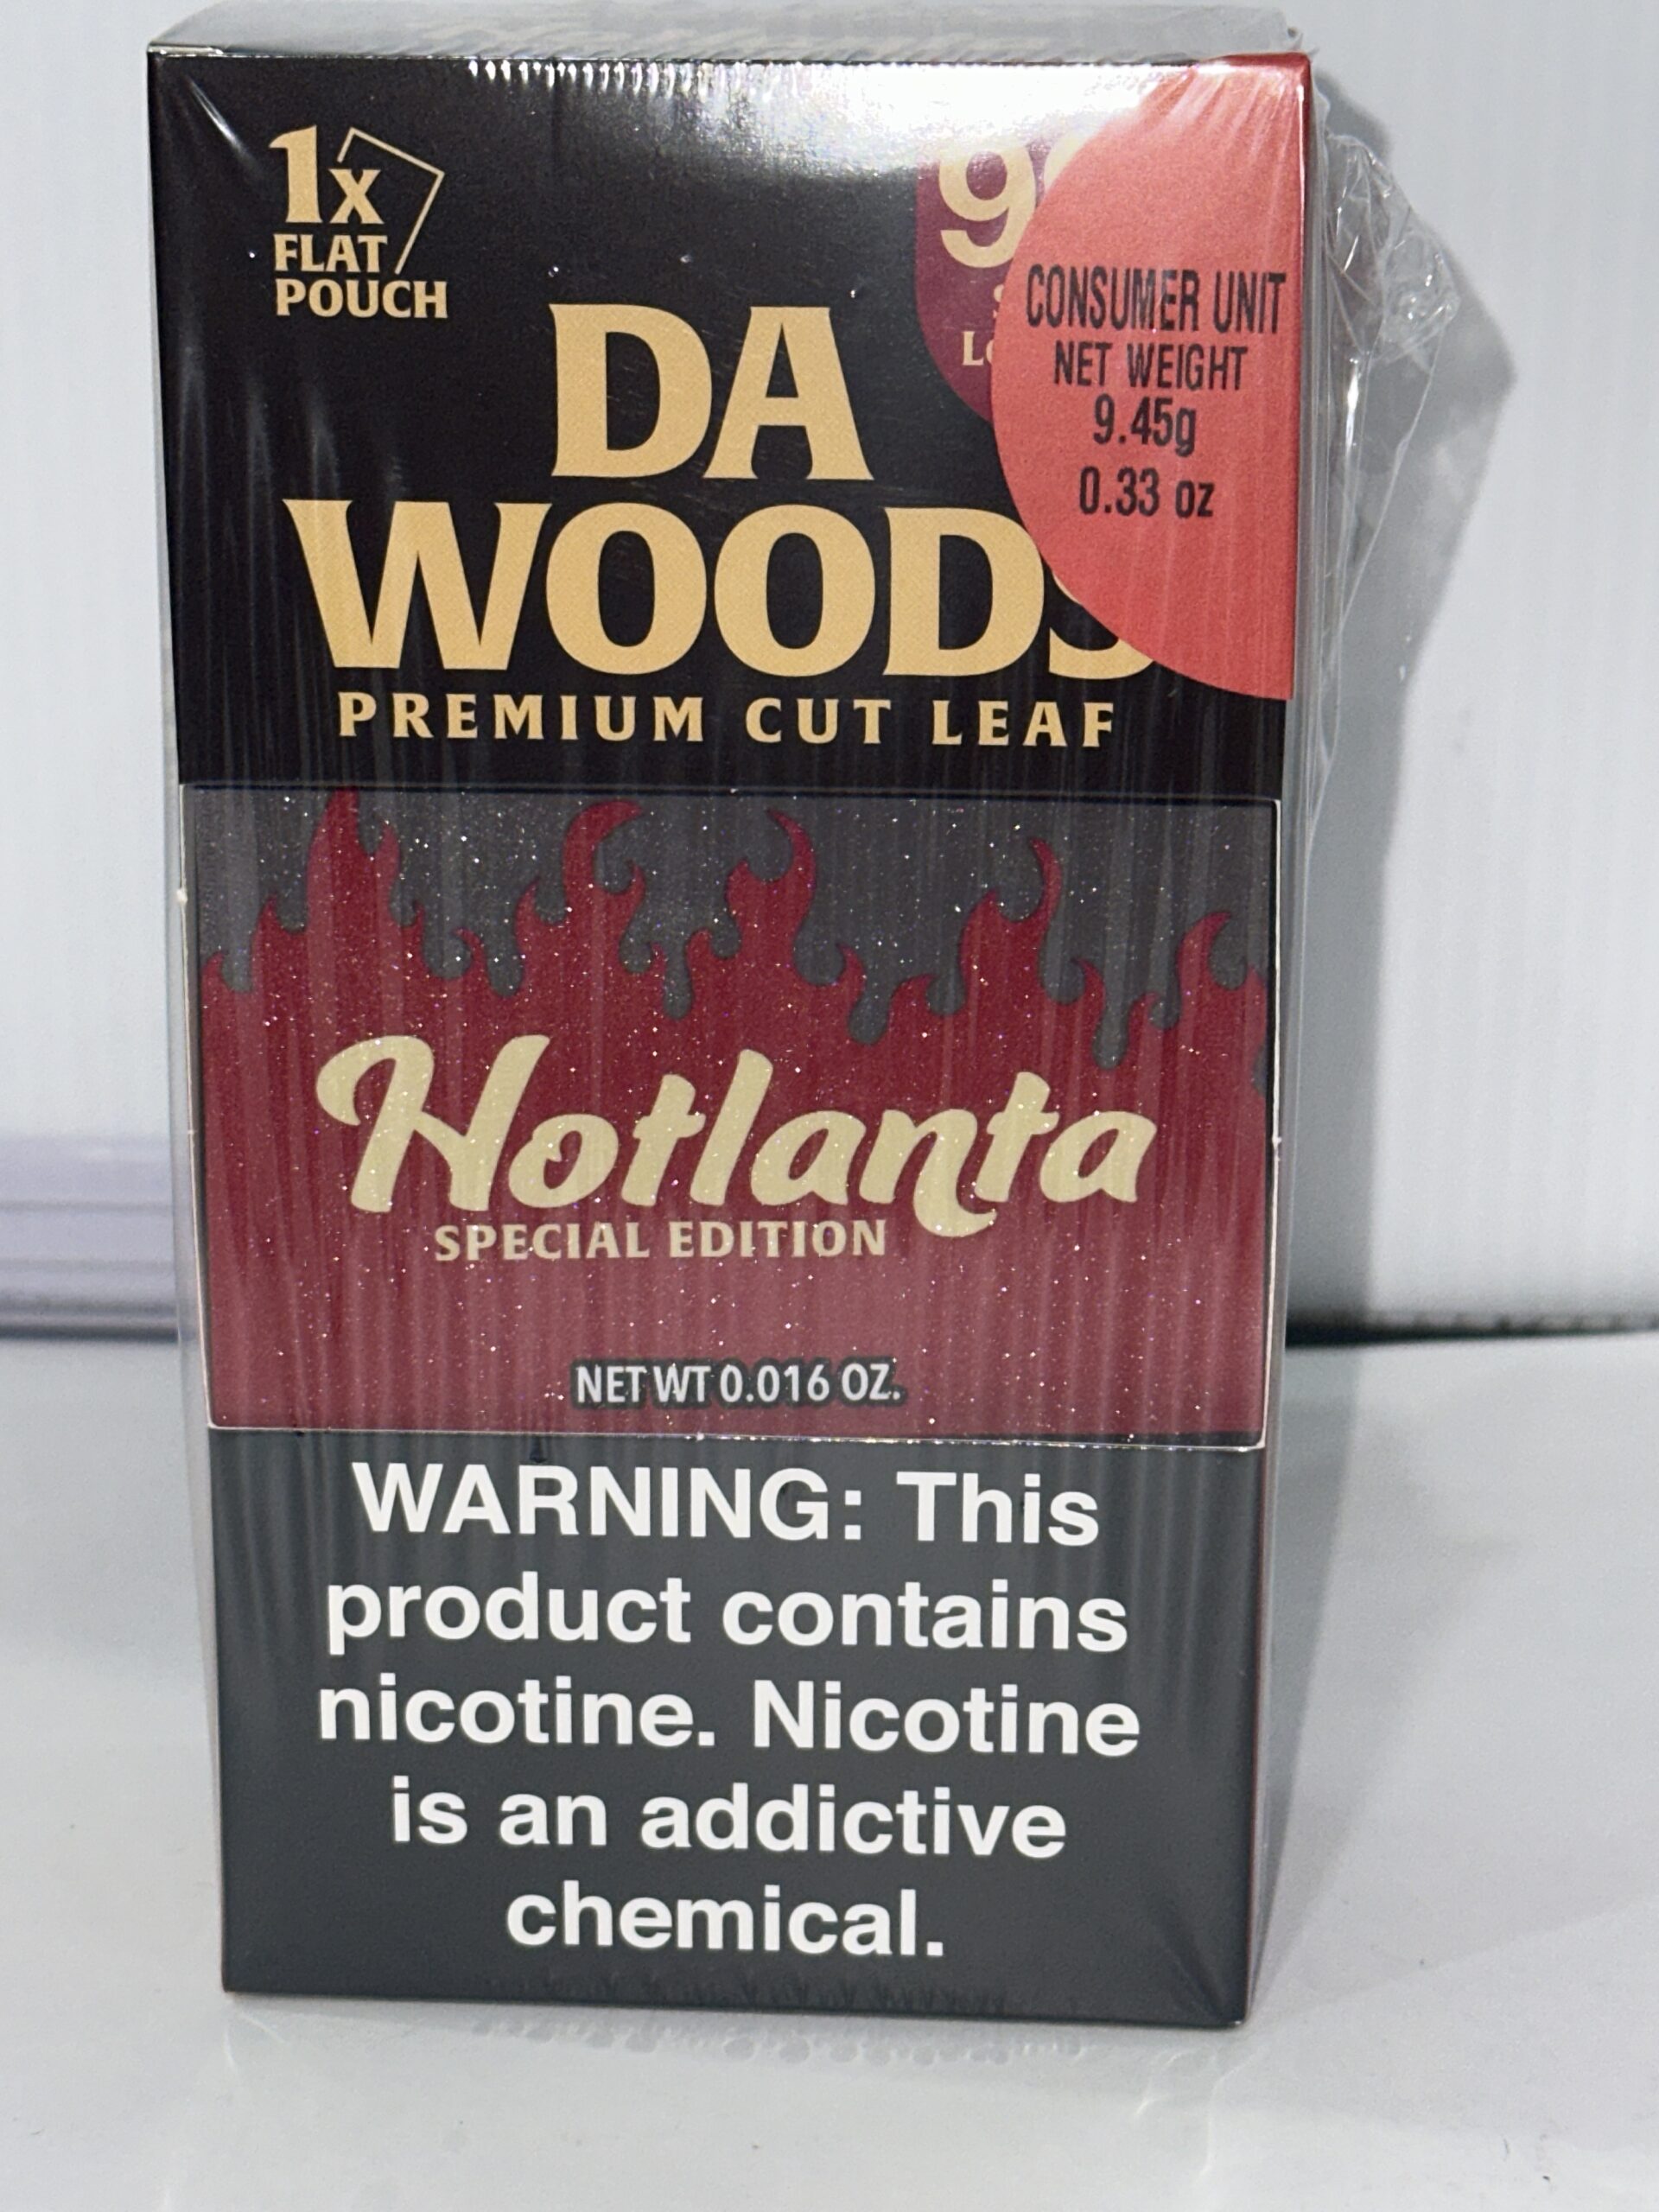 1x
FLAT
POUCH
CONSUMER UNIT
NET WEIGHT
9.45g
0.33 oz
DA
WOODS
PREMIUM CUT LEAF
Hotlanta
SPECIAL EDITION
NET WT 0.016 OZ.
WARNING: This
product contains
nicotine. Nicotine
is an addictive
chemical.